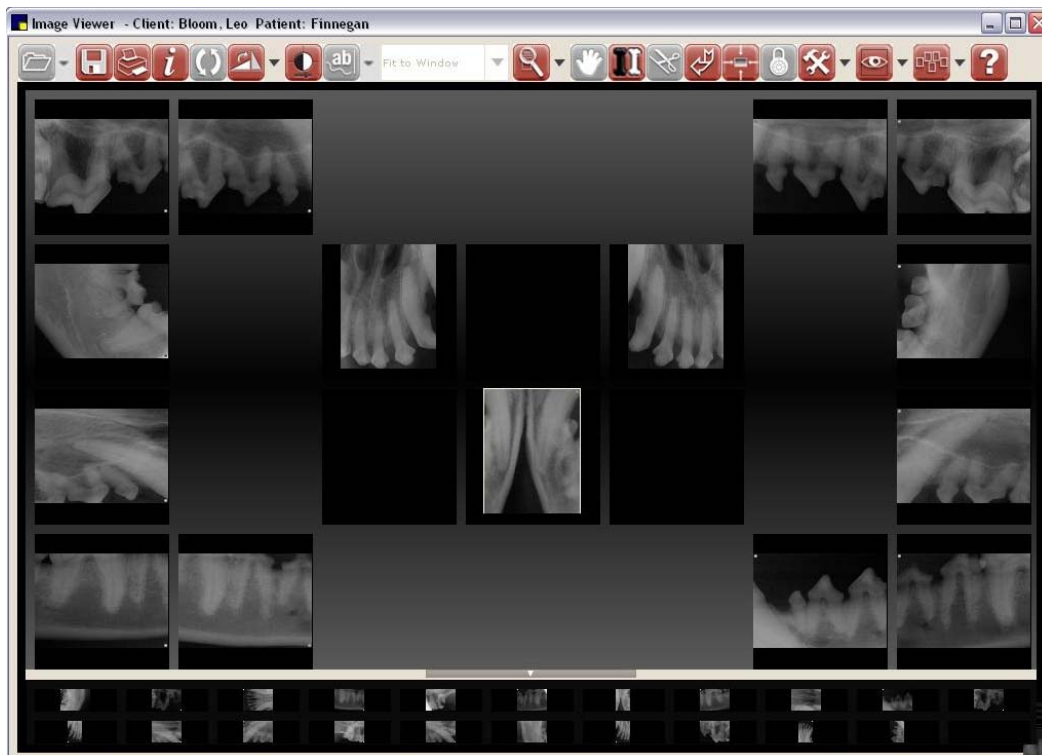 Image Viewer - Client: Bloom, Leo Patient: Finnegan
i ab Fit to Window ?